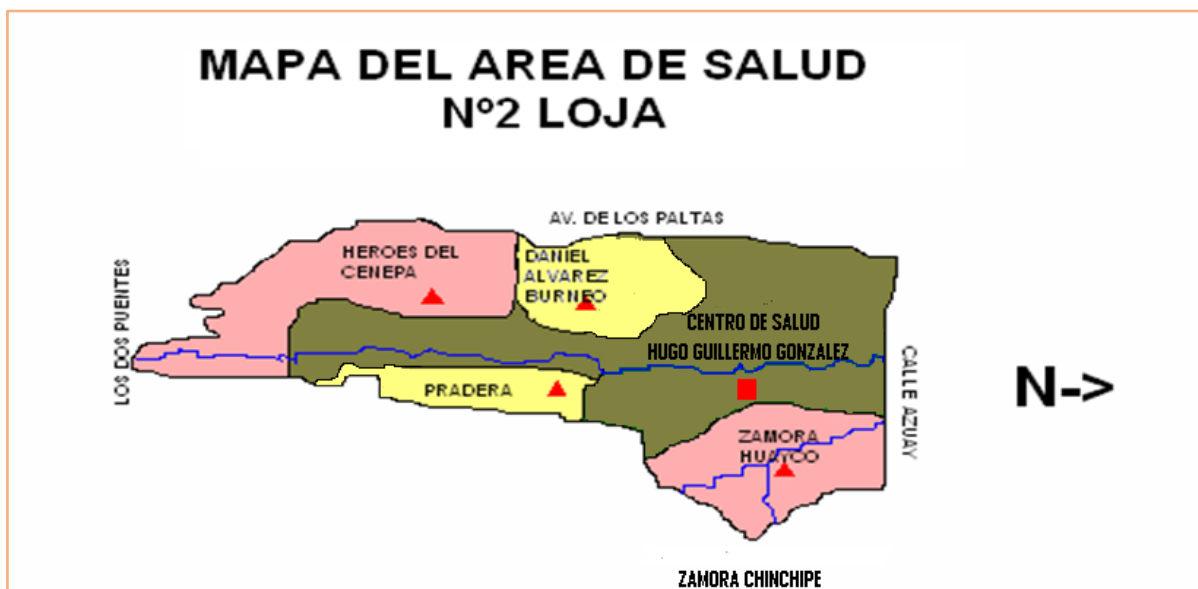 MAPA DEL AREA DE SALUD
Nº2 LOJA
AV. DE LOS PALTAS
HEROES DEL
CENEPA
DANIEL
ALVAREZ
BURNEO
LOS DOS PUENTES
CENTRO DE SALUD
HUGO GUILLERMO GONZALEZ
CALLE AZUAY
N->
PRADERA
ZAMORA
HUAYCO
ZAMORA CHINCHIPE